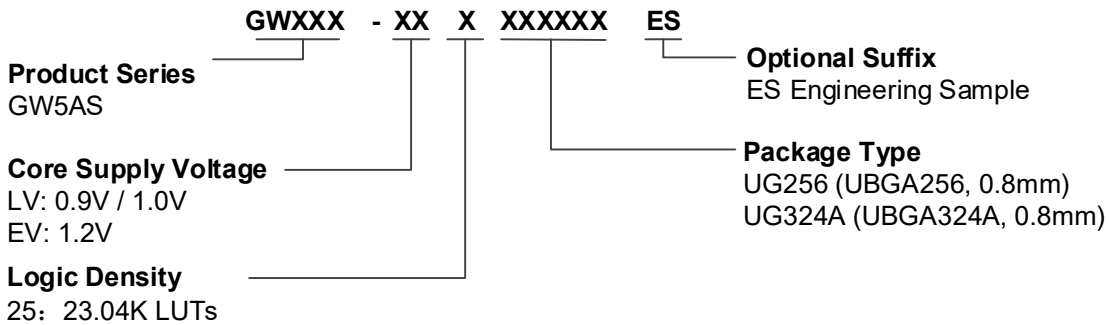 GWXXX - XX X XXXXXX ES
Product Series
GW5AS
Core Supply Voltage
LV: 0.9V / 1.0V
EV: 1.2V
Logic Density
25：23.04K LUTs
Optional Suffix
ES Engineering Sample
Package Type
UG256 (UBGA256, 0.8mm)
UG324A (UBGA324A, 0.8mm)